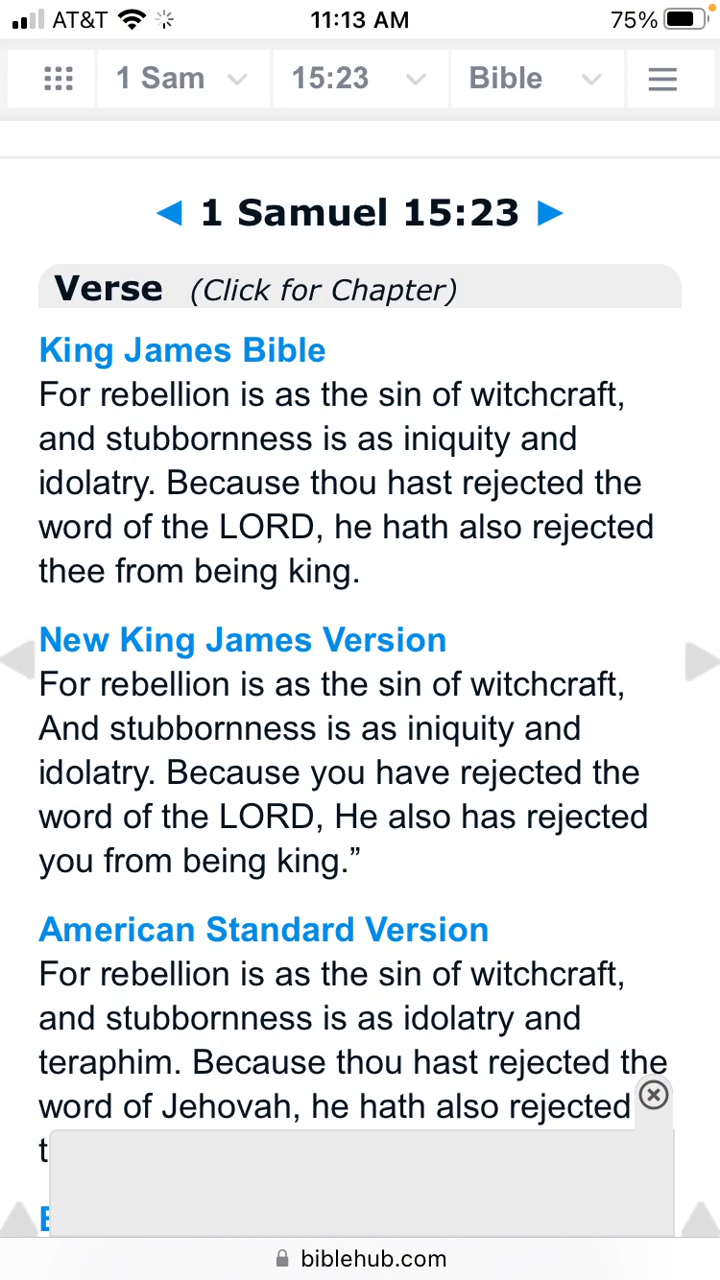 AT&T 11:13 AM 75%
1 Sam 15:23 Bible
1 Samuel 15:23
Verse (Click for Chapter)
King James Bible
For rebellion is as the sin of witchcraft,
and stubbornness is as iniquity and
idolatry. Because thou hast rejected the
word of the LORD, he hath also rejected
thee from being king.
New King James Version
For rebellion is as the sin of witchcraft,
And stubbornness is as iniquity and
idolatry. Because you have rejected the
word of the LORD, He also has rejected
you from being king.”
American Standard Version
For rebellion is as the sin of witchcraft,
and stubbornness is as idolatry and
teraphim. Because thou hast rejected the
word of Jehovah, he hath also rejected
biblehub.com